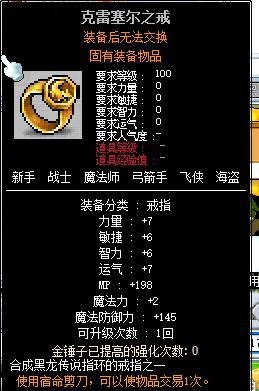 克雷塞尔之戒
装备后无法交换
固有装备物品
要求等级 : 100
要求力量 : 0
要求敏捷 : 0
要求智力 : 0
要求运气 : 0
要求人气度 : -
道具等级 : -
道具经验值 : -
新手 战士 魔法师 弓箭手 飞侠 海盗
装备分类 : 戒指
力量 : +7
敏捷 : +6
智力 : +6
运气 : +7
MP : +198
魔法力 : +2
魔法防御力 : +145
可升级次数 : 1回
金锤子已提高的强化次数: 0
合成黑龙传说指环的戒指之一
使用宿命剪刀，可以使物品交易1次。